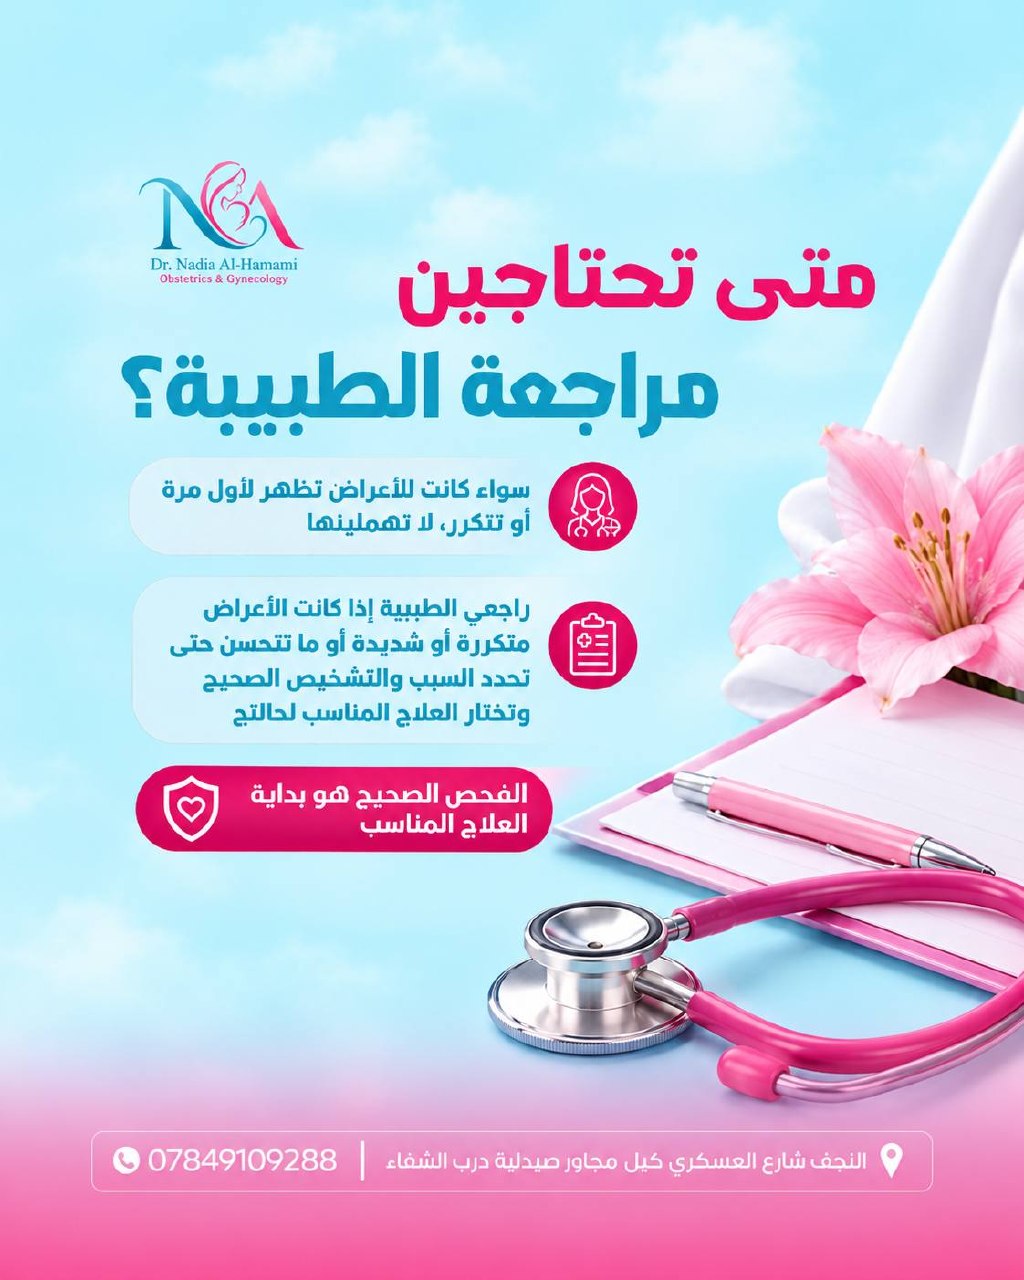 NCA
Dr. Nadia Al-Hamami
Obstetrics & Gynecology
متى تحتاجين
مراجعة الطبيبة؟
سواء كانت للأعراض تظهر لأول مرة
أو تتكرر، لا تهملينها
راجعي الطبيبة إذا كانت الأعراض
متكررة أو شديدة أو ما تتحسن حتى
تحدد السبب والتشخيص الصحيح
وتختار العلاج المناسب لحالتج
الفحص الصحيح هو بداية
العلاج المناسب
النجف شارع العسكري كيل مجاور صيدلية درب الشفاء
07849109288